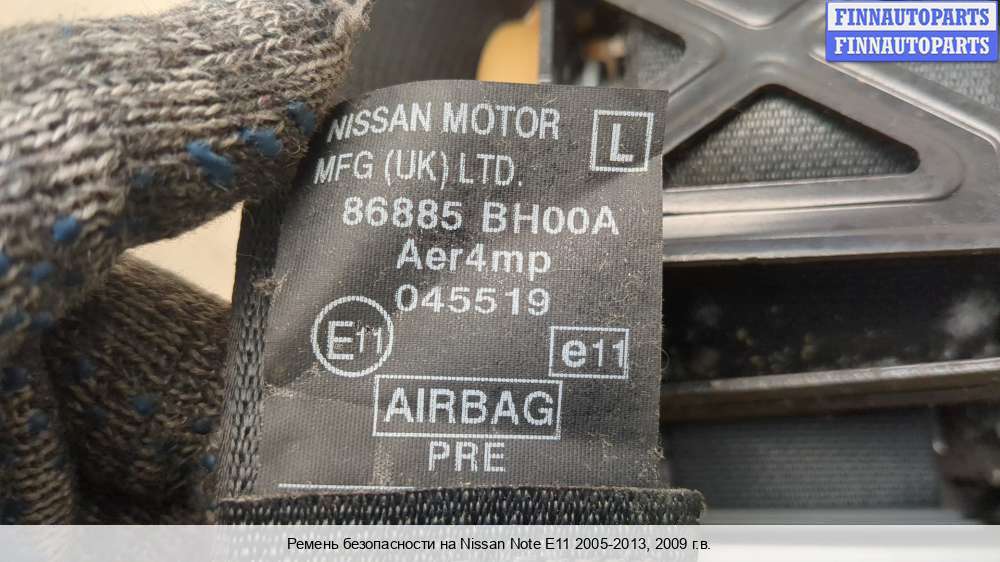 FINNAUTOPARTS
FINNAUTOPARTS
NISSAN MOTOR
L
MFG (UK) LTD.
86885 BH00A
Aer4mp
045519
E11
e11
AIRBAG
PRE
Ремень безопасности на Nissan Note E11 2005-2013, 2009 г.в.